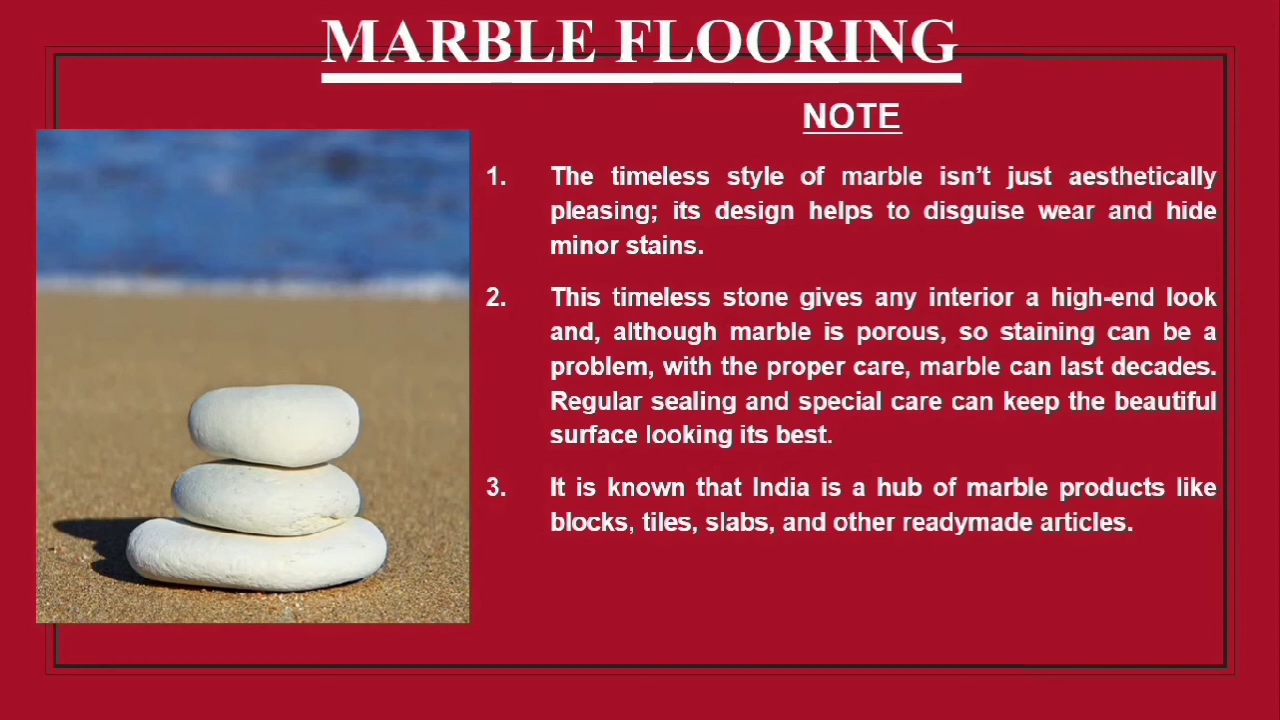 MARBLE FLOORING
NOTE
1. The timeless style of marble isn’t just aesthetically
pleasing; its design helps to disguise wear and hide
minor stains.
2. This timeless stone gives any interior a high-end look
and, although marble is porous, so staining can be a
problem, with the proper care, marble can last decades.
Regular sealing and special care can keep the beautiful
surface looking its best.
3. It is known that India is a hub of marble products like
blocks, tiles, slabs, and other readymade articles.